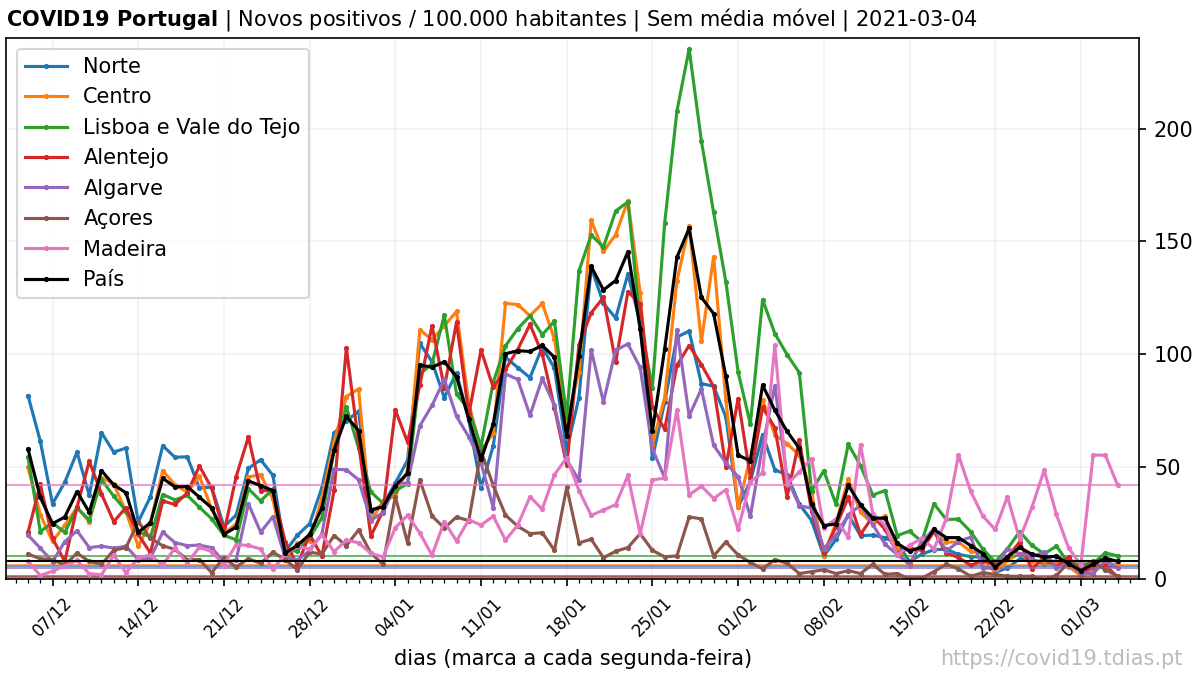 COVID19 Portugal | Novos positivos / 100.000 habitantes | Sem média móvel | 2021-03-04
Norte
Centro
Lisboa e Vale do Tejo
Alentejo
Algarve
Açores
Madeira
País
200
150
100
50
0
07/12
14/12
21/12
28/12
04/01
11/01
18/01
25/01
01/02
08/02
15/02
22/02
01/03
dias (marca a cada segunda-feira)
https://covid19.tdias.pt